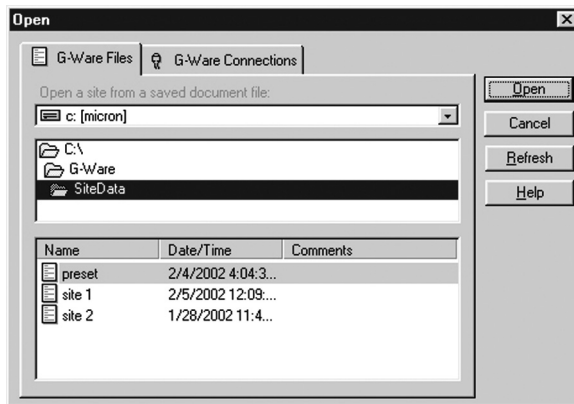 Open
G-Ware Files
G-Ware Connections
Open a site from a saved document file:
c: [micron]
C:\
G-Ware
SiteData
Name Date/Time Comments
preset 2/4/2002 4:04:3...
site 1 2/5/2002 12:09:...
site 2 1/28/2002 11:4...
Open
Cancel
Refresh
Help